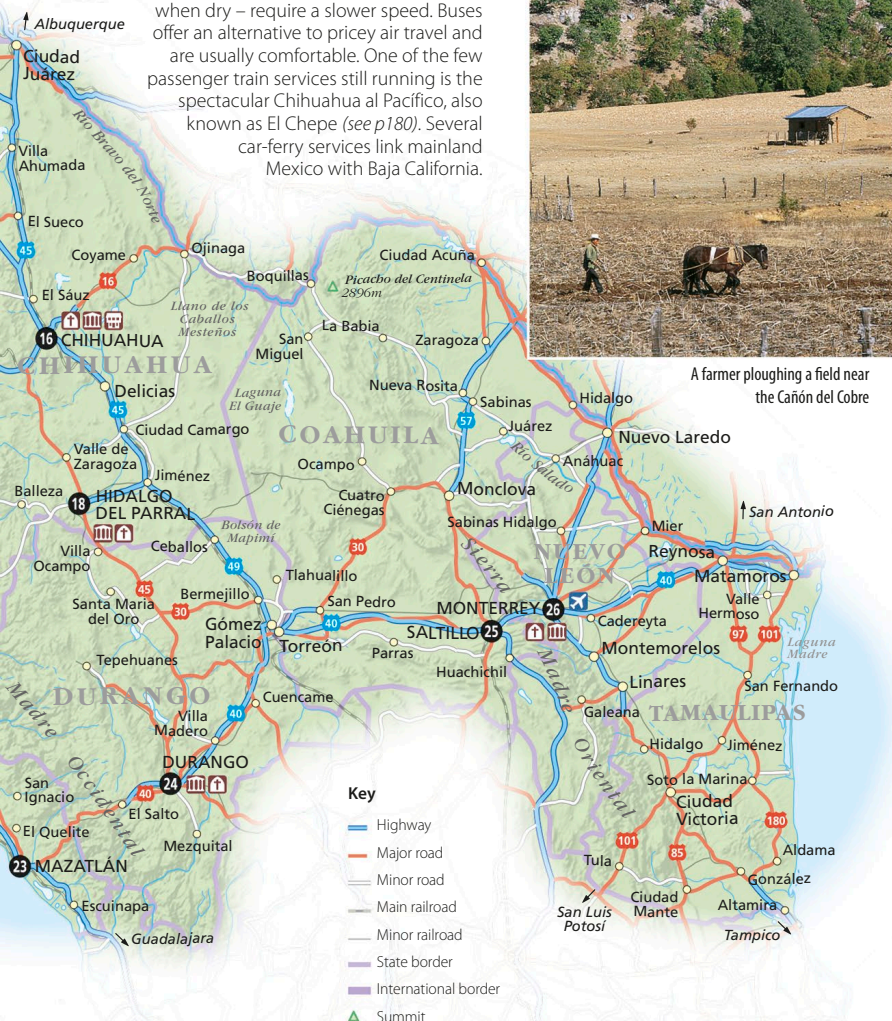 when dry – require a slower speed. Buses
offer an alternative to pricey air travel and
are usually comfortable. One of the few
passenger train services still running is the
spectacular Chihuahua al Pacífico, also
known as El Chepe (see p180). Several
car-ferry services link mainland
Mexico with Baja California.
A farmer ploughing a field near
the Cañón del Cobre
Albuquerque
Ciudad
Juárez
Río Bravo del Norte
Villa
Ahumada
El Sueco
45
Coyame
Ojinaga
16
El Sáuz
Llano de los
Caballos
Mesteños
Boquillas
Picacho del Centinela
2896m
Ciudad Acuña
16 CHIHUAHUA
CHIHUAHUA
San
Miguel
La Babia
Zaragoza
Delicias
45
Laguna
El Guaje
Nueva Rosita
Sabinas
57
Hidalgo
Ciudad Camargo
COAHUILA
Juárez
Nuevo Laredo
Valle de
Zaragoza
Ocampo
Río Salado
Anáhuac
Jiménez
Balleza
18 HIDALGO
DEL PARRAL
Cuatro
Ciénegas
Monclova
San Antonio
Sabinas Hidalgo
Mier
Bolsón de
Mapimí
Villa
Ocampo
Ceballos
49
30
Sierra
NUEVO
LEÓN
Reynosa
40
Matamoros
Tlahualillo
45
Santa Maria
del Oro
30
Bermejillo
San Pedro
MONTERREY 26
Valle
Hermoso
Gómez
Palacio
40
Torreón
SALTILLO 25
Cadereyta
97
101
Laguna
Madre
Parras
Montemorelos
Huachichil
Madre
Tepehuanes
Linares
San Fernando
DURANGO
Cuencame
Galeana
TAMAULIPAS
Madre
40
Villa
Madero
Oriental
Hidalgo
Jiménez
DURANGO
24
Occidental
San
Ignacio
40
El Salto
Soto la Marina
Ciudad
Victoria
El Quelite
Mezquital
180
23 MAZATLÁN
101
85
Aldama
Tula
González
Escuinapa
Ciudad
Mante
Altamira
San Luis
Potosí
Guadalajara
Tampico
Key
Highway
Major road
Minor road
Main railroad
Minor railroad
State border
International border
Summit